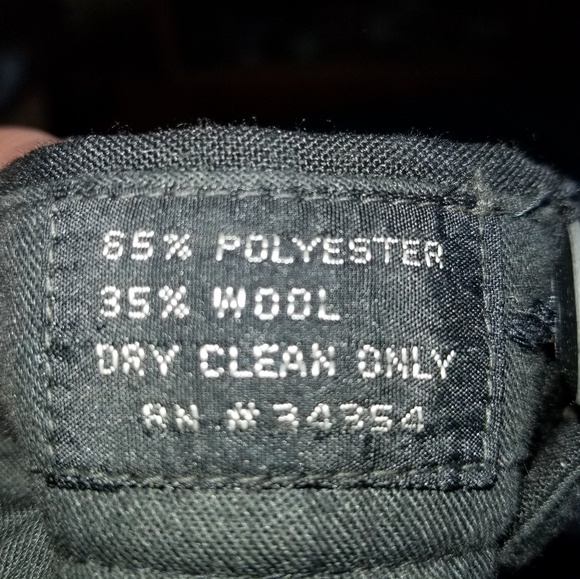 65% POLYESTER
35% WOOL
DRY CLEAN ONLY
RN # 34354